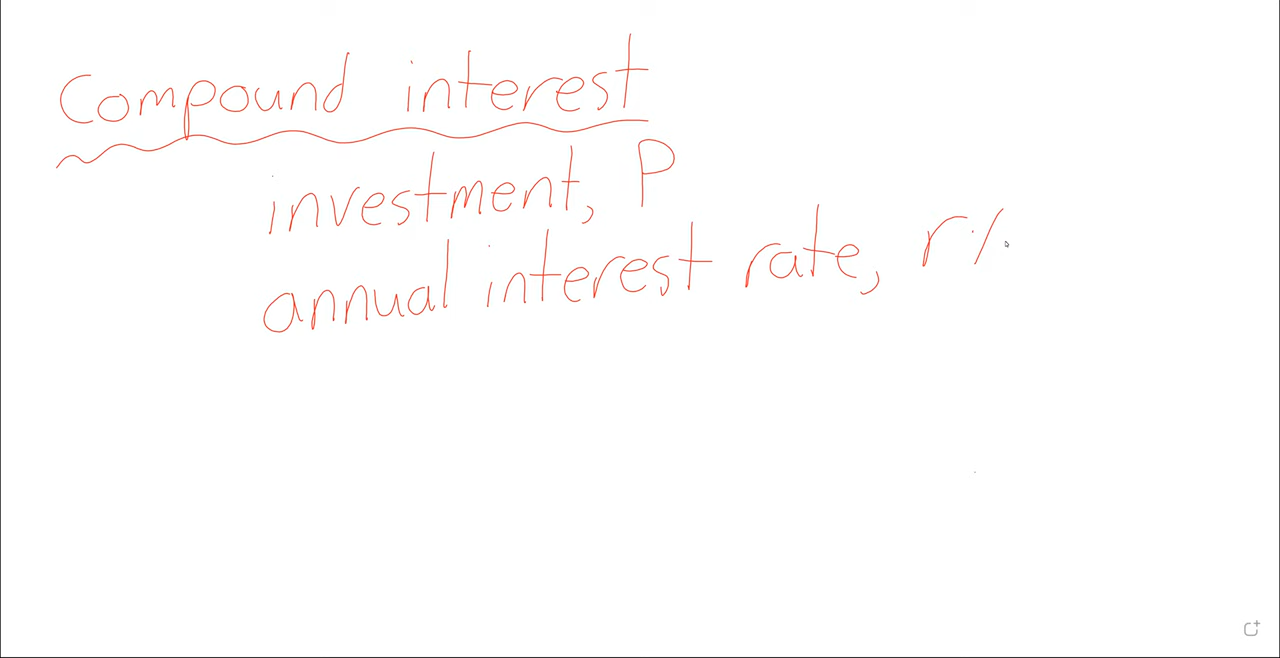 Compound interest
investment, P
annual interest rate, r%